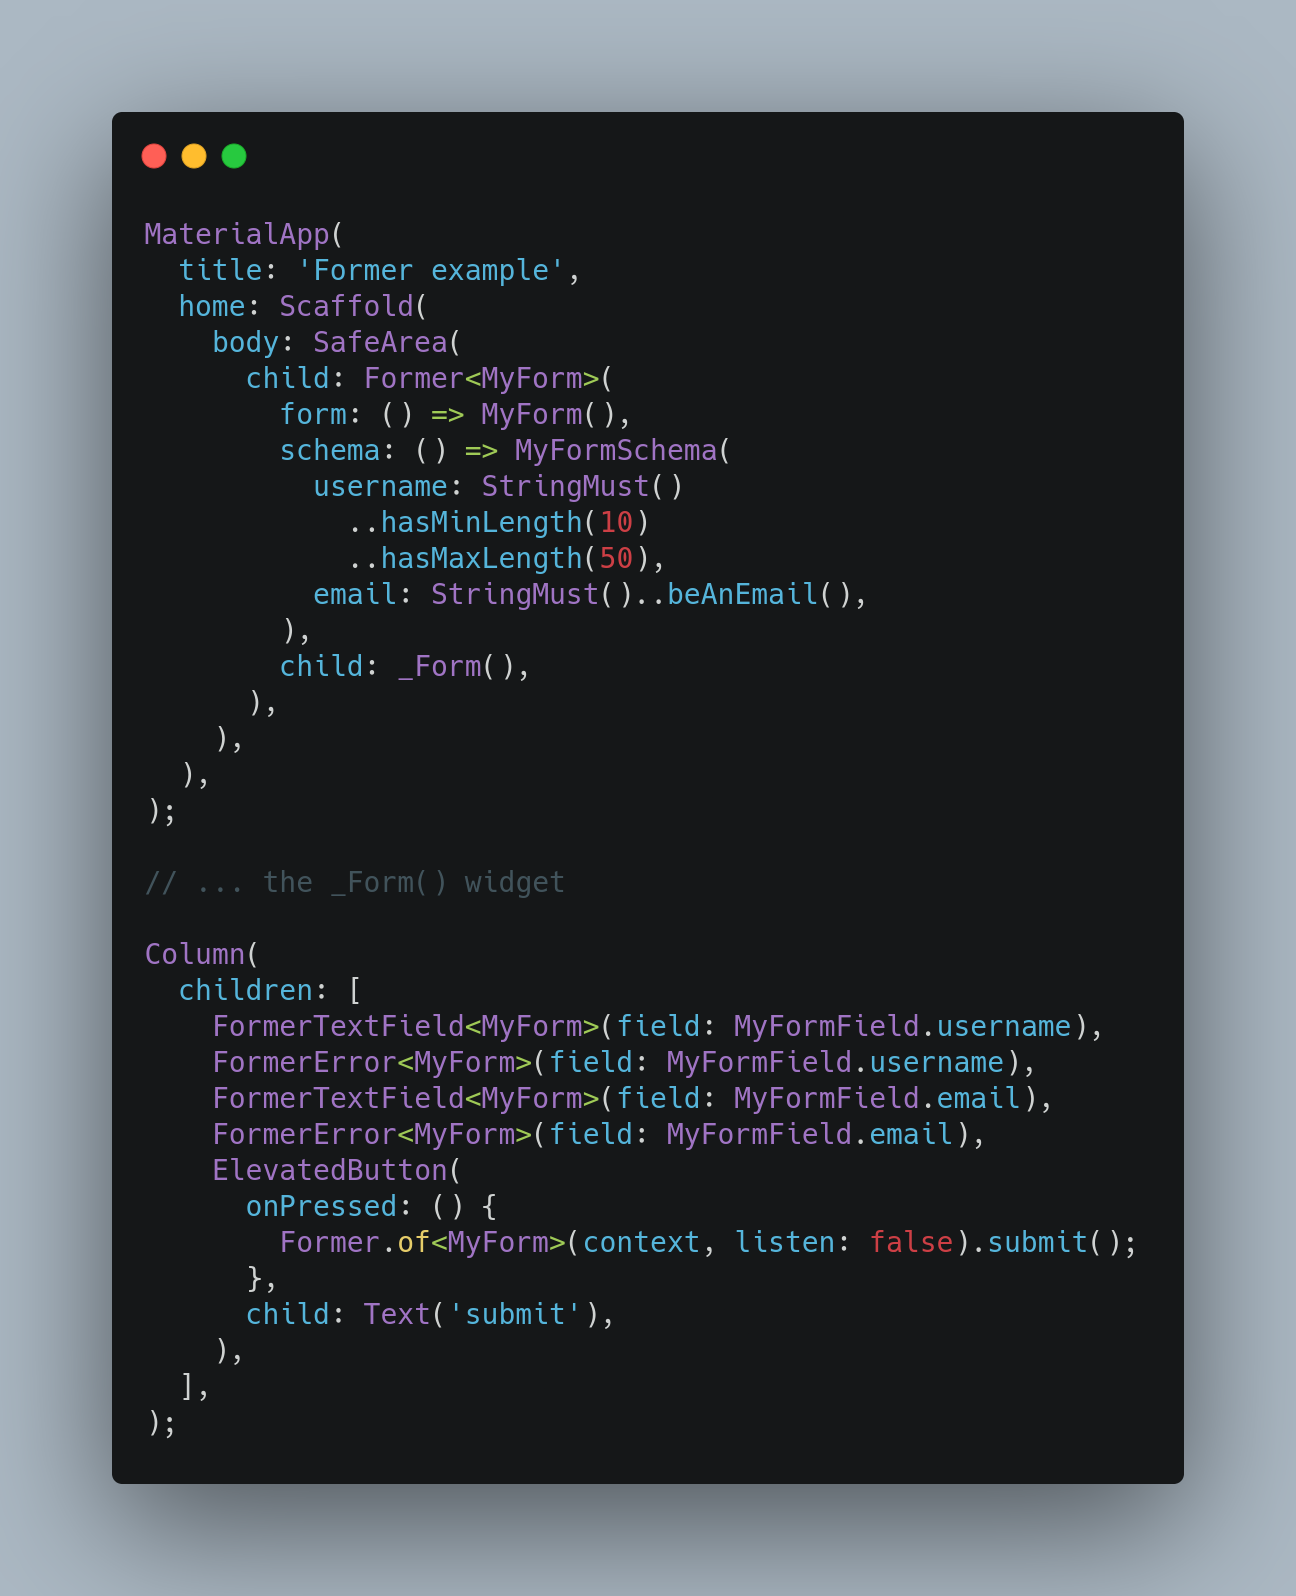 MaterialApp(
  title: 'Former example',
  home: Scaffold(
    body: SafeArea(
      child: Former<MyForm>(
        form: () => MyForm(),
        schema: () => MyFormSchema(
          username: StringMust()
            ..hasMinLength(10)
            ..hasMaxLength(50),
          email: StringMust()..beAnEmail(),
        ),
        child: _Form(),
      ),
    ),
  ),
);

// ... the _Form() widget

Column(
  children: [
    FormerTextField<MyForm>(field: MyFormField.username),
    FormerError<MyForm>(field: MyFormField.username),
    FormerTextField<MyForm>(field: MyFormField.email),
    FormerError<MyForm>(field: MyFormField.email),
    ElevatedButton(
      onPressed: () {
        Former.of<MyForm>(context, listen: false).submit();
      },
      child: Text('submit'),
    ),
  ],
);